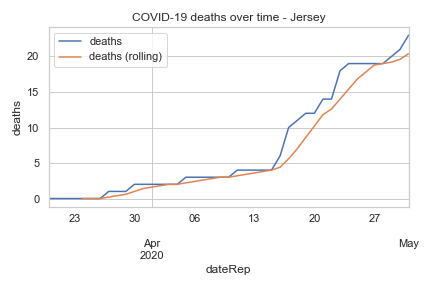 COVID-19 deaths over time - Jersey
deaths
deaths (rolling)
deaths
20
15
10
5
0
23 30 06 13 20 27
Apr May
2020
dateRep